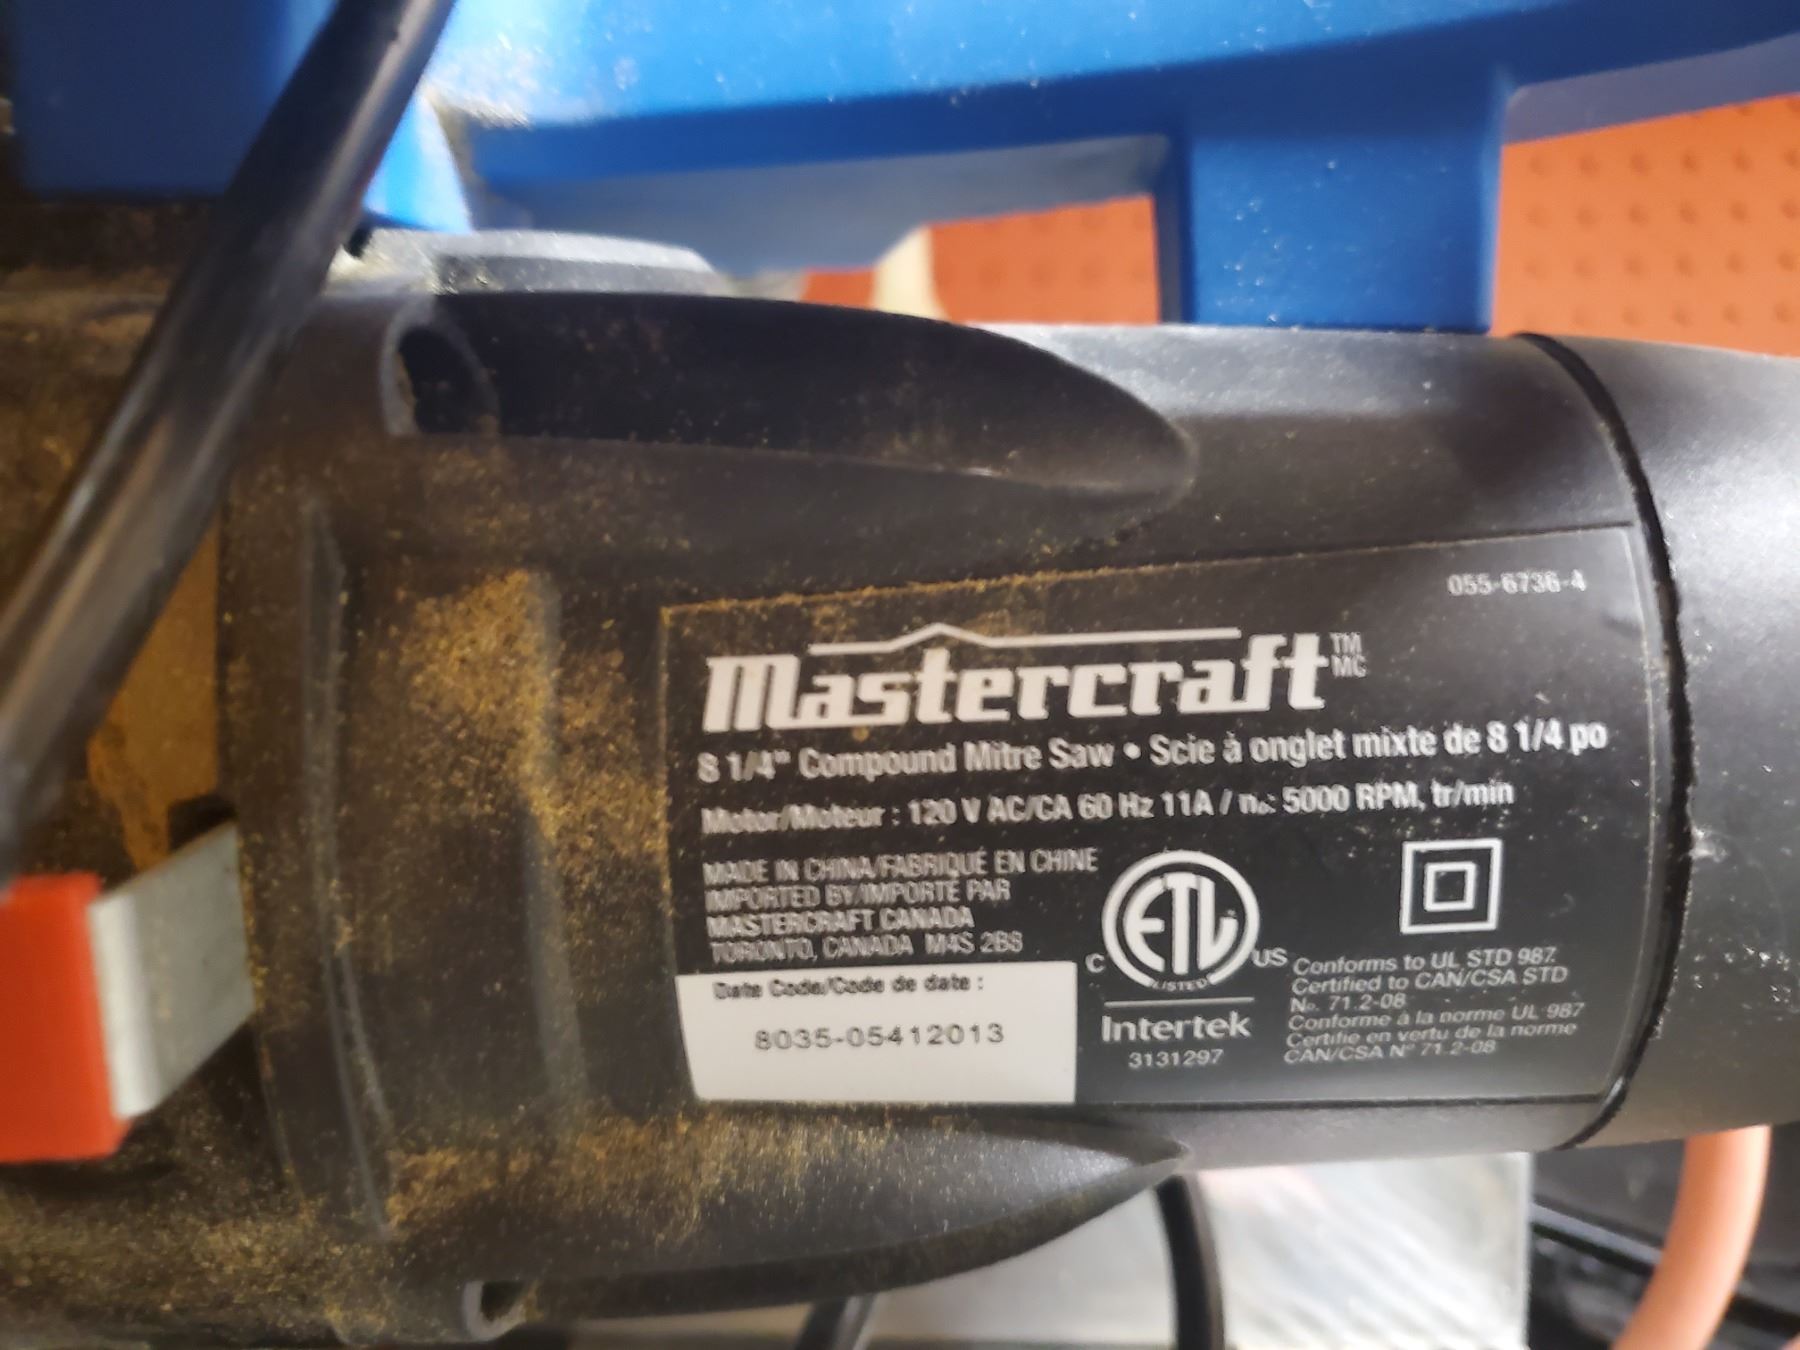 055-6736-4
Mastercraft TM MC
8 1/4" Compound Mitre Saw • Scie à onglet mixte de 8 1/4 po
Motor/Moteur : 120 V AC/CA 60 Hz 11A / n₀: 5000 RPM, tr/min
MADE IN CHINA/FABRIQUÉ EN CHINE
IMPORTED BY/IMPORTÉ PAR
MASTERCRAFT CANADA
TORONTO, CANADA M4S 2B8
Date Code/Code de date :
8035-05412013
C ETL US
LISTED
Intertek
3131297
Conforms to UL STD 987.
Certified to CAN/CSA STD
No. 71.2-08
Conforme à la norme UL 987
Certifie en vertu de la norme
CAN/CSA N° 71.2-08